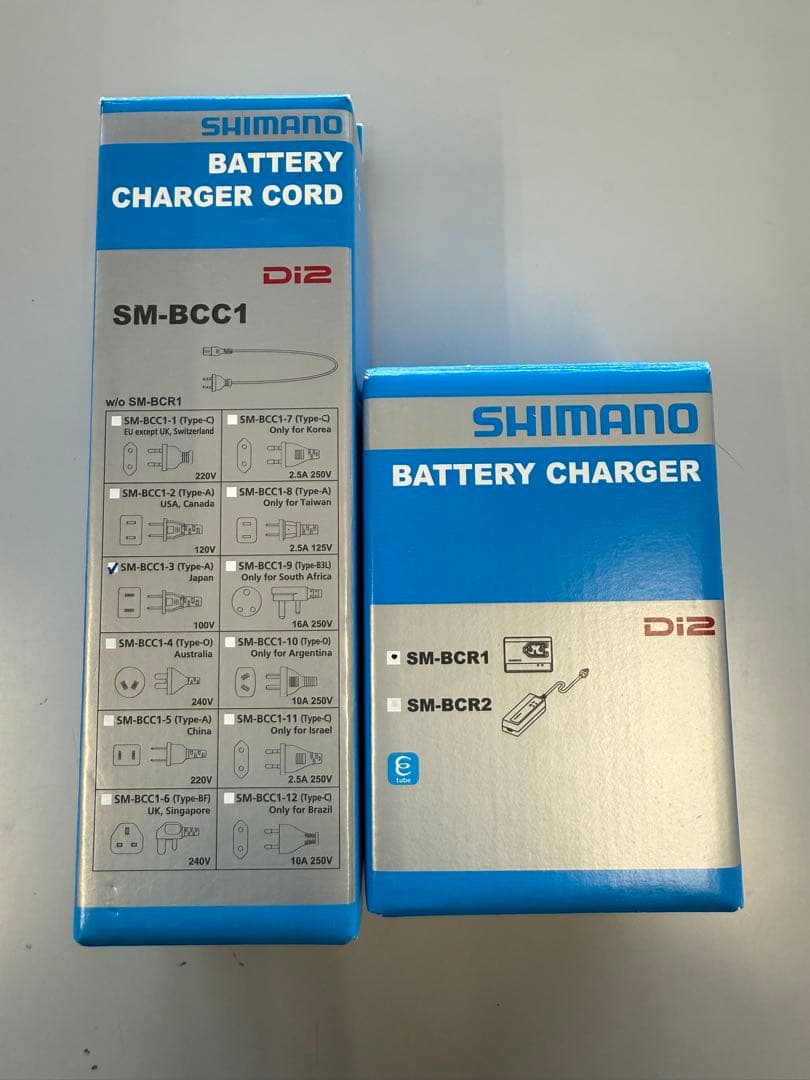 SHIMANO
BATTERY
CHARGER CORD
Di2
SM-BCC1
w/o SM-BCR1
SM-BCC1-1 (Type-C)
EU except UK, Switzerland
220V
SM-BCC1-7 (Type-C)
Only for Korea
2.5A 250V
SM-BCC1-2 (Type-A)
USA, Canada
120V
SM-BCC1-8 (Type-A)
Only for Taiwan
2.5A 125V
SM-BCC1-3 (Type-A)
Japan
100V
SM-BCC1-9 (Type-B3L)
Only for South Africa
16A 250V
SM-BCC1-4 (Type-O)
Australia
240V
SM-BCC1-10 (Type-O)
Only for Argentina
10A 250V
SM-BCC1-5 (Type-A)
China
220V
SM-BCC1-11 (Type-C)
Only for Israel
2.5A 250V
SM-BCC1-6 (Type-BF)
UK, Singapore
240V
SM-BCC1-12 (Type-C)
Only for Brazil
10A 250V
SHIMANO
BATTERY CHARGER
Di2
SM-BCR1
SM-BCR2
tube